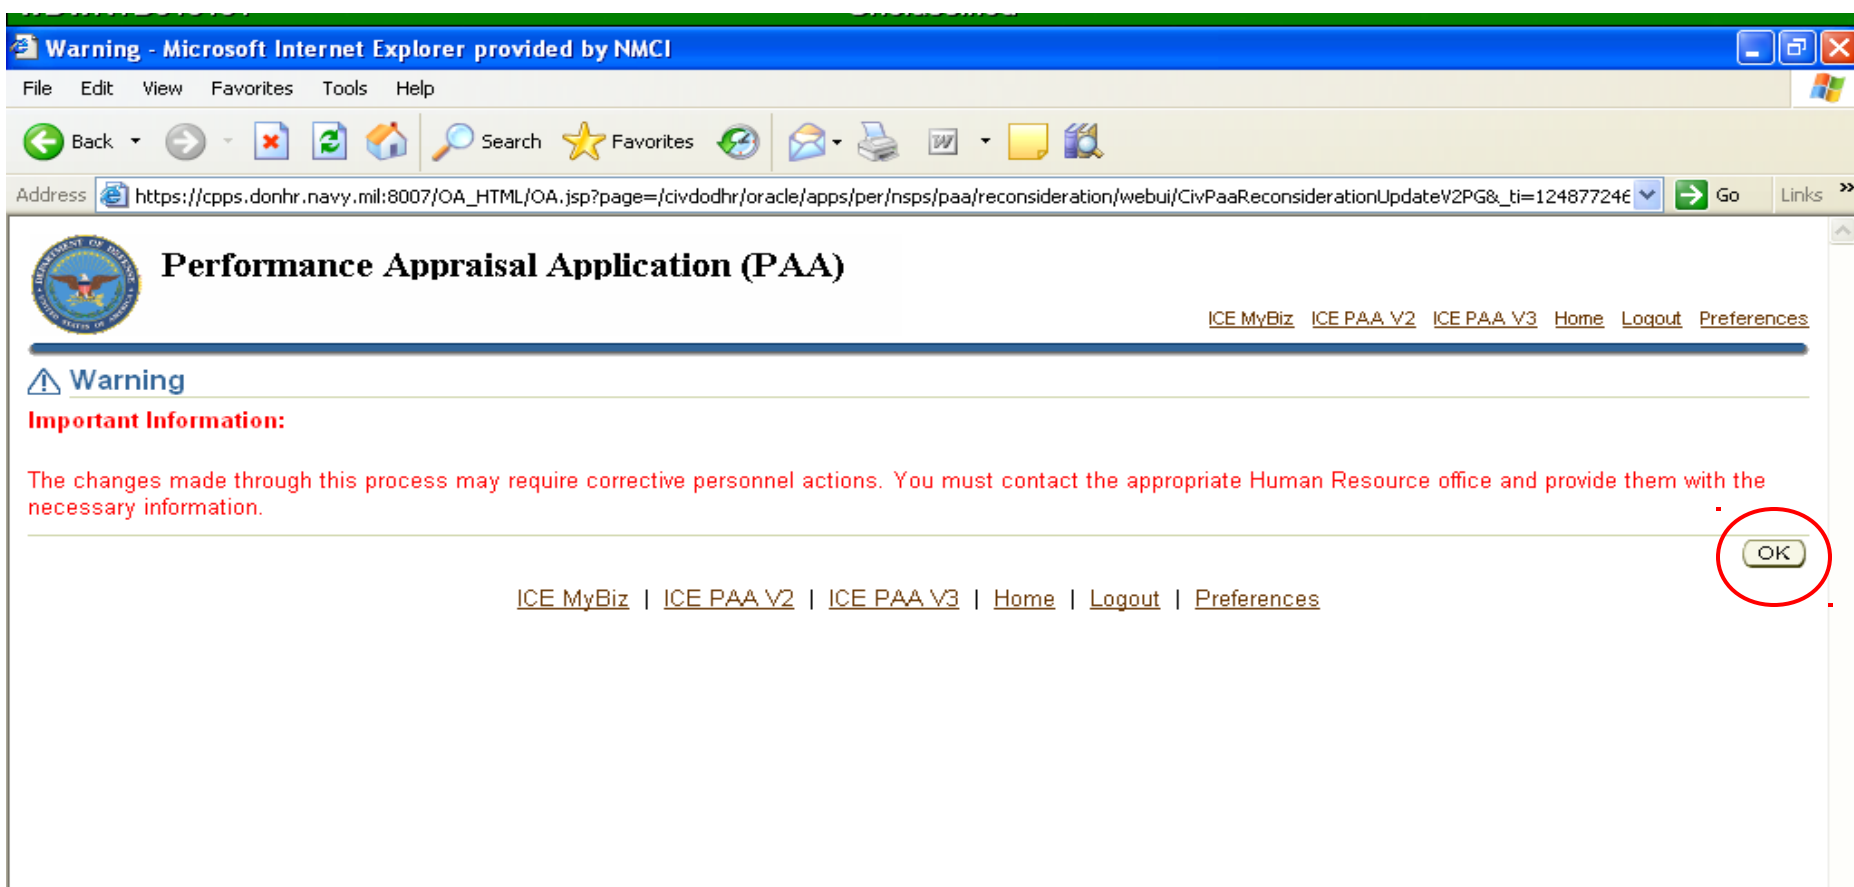 Warning - Microsoft Internet Explorer provided by NMCI
File Edit View Favorites Tools Help
Back Search Favorites
Address https://cpps.donhr.navy.mil:8007/OA_HTML/OA.jsp?page=/civdodhr/oracle/apps/per/nsps/paa/reconsideration/webui/CivPaaReconsiderationUpdateV2PG&_ti=124877246 Go Links »
Performance Appraisal Application (PAA)
ICE MyBiz ICE PAA V2 ICE PAA V3 Home Logout Preferences
Warning
Important Information:
The changes made through this process may require corrective personnel actions. You must contact the appropriate Human Resource office and provide them with the
necessary information.
OK
ICE MyBiz | ICE PAA V2 | ICE PAA V3 | Home | Logout | Preferences